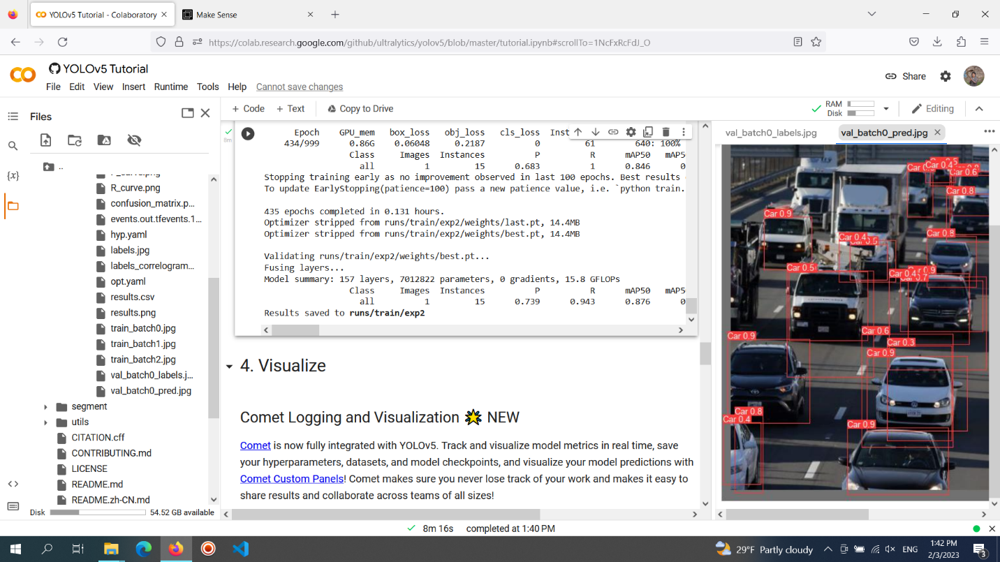 YOLOv5 Tutorial - Colaboratory
Make Sense
https://colab.research.google.com/github/ultralytics/yolov5/blob/master/tutorial.ipynb#scrollTo=1NcFxRcFdJ_O
YOLOv5 Tutorial
File Edit View Insert Runtime Tools Help Cannot save changes
Share
Files
+ Code + Text Copy to Drive
RAM
Disk
Editing
..
R_curve.png
confusion_matrix.p...
events.out.tfevents.1...
hyp.yaml
labels.jpg
labels_correlogram...
opt.yaml
results.csv
results.png
train_batch0.jpg
train_batch1.jpg
train_batch2.jpg
val_batch0_labels.j...
val_batch0_pred.jpg
segment
utils
CITATION.cff
CONTRIBUTING.md
LICENSE
README.md
README.zh-CN.md
Disk 54.52 GB available
{x}
8m
Epoch GPU_mem box_loss obj_loss cls_loss Inst
434/999 0.86G 0.06048 0.2187 0 61 640: 100%
Class Images Instances P R mAP50 mAP5
all 1 15 0.683 1 0.846 0
Stopping training early as no improvement observed in last 100 epochs. Best results
To update EarlyStopping(patience=100) pass a new patience value, i.e. `python train.
435 epochs completed in 0.131 hours.
Optimizer stripped from runs/train/exp2/weights/last.pt, 14.4MB
Optimizer stripped from runs/train/exp2/weights/best.pt, 14.4MB
Validating runs/train/exp2/weights/best.pt...
Fusing layers...
Model summary: 157 layers, 7012822 parameters, 0 gradients, 15.8 GFLOPs
Class Images Instances P R mAP50 mAP5
all 1 15 0.739 0.943 0.876 0
Results saved to runs/train/exp2
4. Visualize
Comet Logging and Visualization 🌟 NEW
Comet is now fully integrated with YOLOv5. Track and visualize model metrics in real time, save
your hyperparameters, datasets, and model checkpoints, and visualize your model predictions with
Comet Custom Panels! Comet makes sure you never lose track of your work and makes it easy to
share results and collaborate across teams of all sizes!
val_batch0_labels.jpg
val_batch0_pred.jpg
Car 0.4
Car 0.6
Car 0.8
Car 0.9
Car 0.8
Car 0.4
Car 0.5
Car 0.4
Car 0.6
Car 0.9
Car 0.3
Car 0.9
Car 0.8
Car 0.4
Car 0.9
8m 16s completed at 1:40 PM
29°F Partly cloudy
ENG
1:42 PM
2/3/2023
3